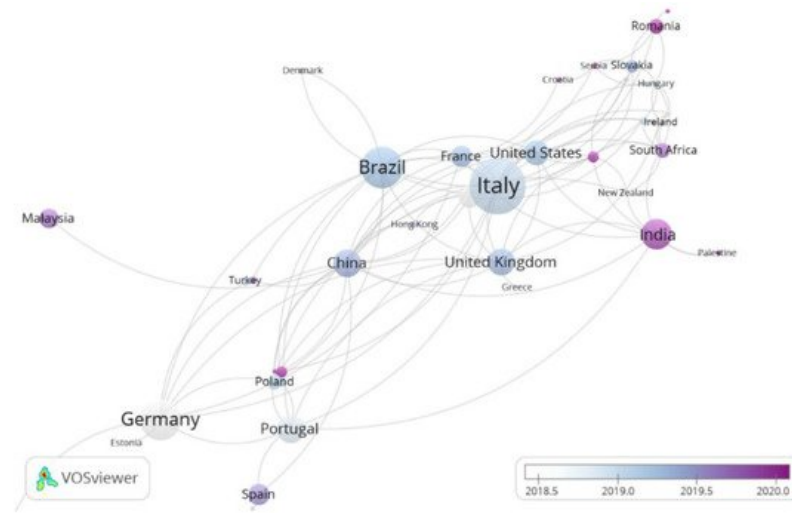 Romania
Serbia Slovakia
Denmark
Croatia
Hungary
Ireland
Brazil
France
United States
South Africa
Italy
New Zealand
Malaysia
Hong Kong
India
Palestine
China
United Kingdom
Turkey
Greece
Poland
Germany
Portugal
Estonia
VOSviewer
Spain
2018.5 2019.0 2019.5 2020.0